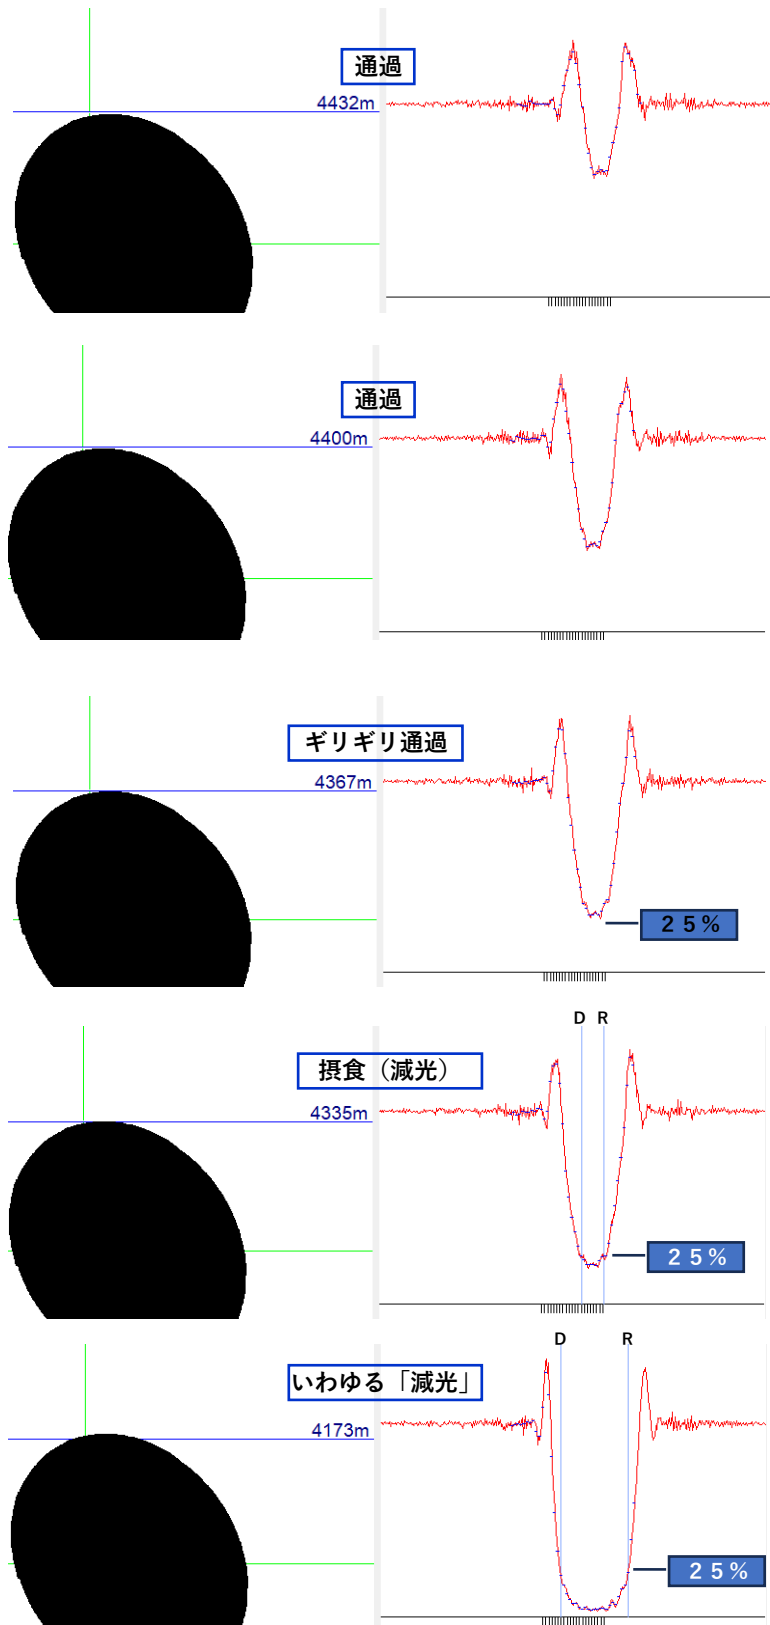 通過
4432m
通過
4400m
ギリギリ通過
4367m
２５%
D R
摂食（減光）
4335m
２５%
D R
いわゆる「減光」
4173m
２５%